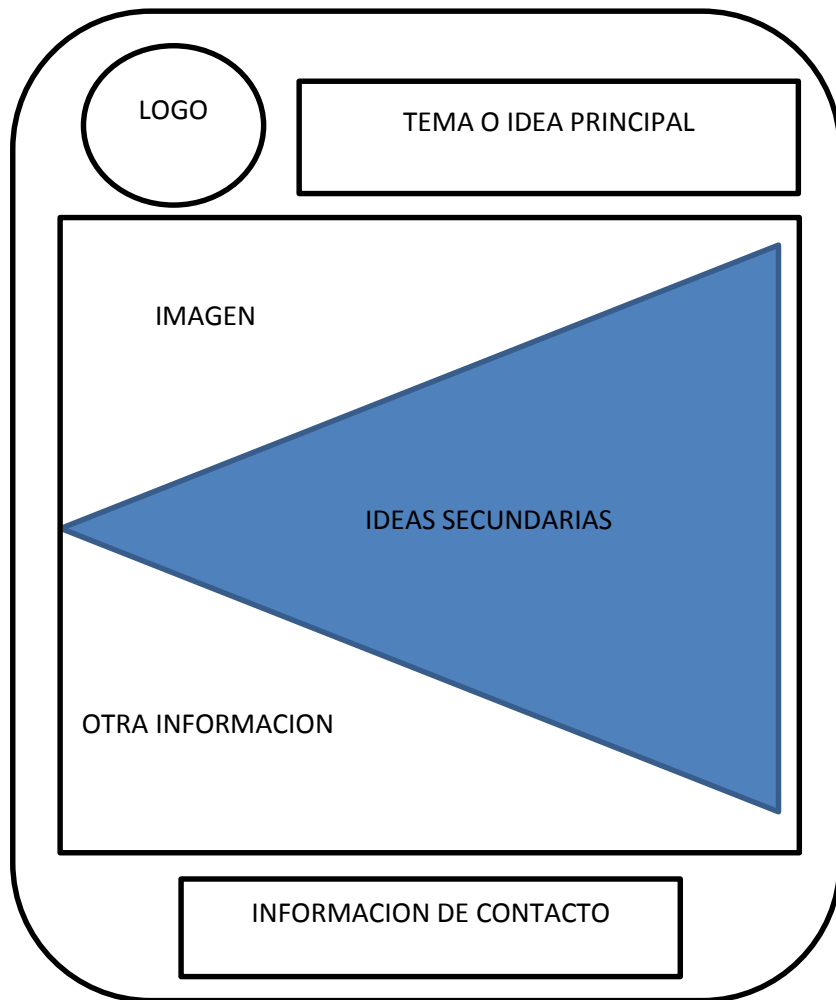 LOGO
TEMA O IDEA PRINCIPAL
IMAGEN
IDEAS SECUNDARIAS
OTRA INFORMACION
INFORMACION DE CONTACTO